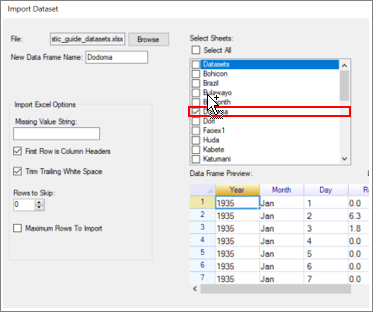 Import Dataset
File:
stic_guide_datasets.xlsx
Browse
New Data Frame Name:
Dodoma
Import Excel Options
Missing Value String:
First Row is Column Headers
Trim Trailing White Space
Rows to Skip:
0
Maximum Rows To Import
Select Sheets:
Select All
Datasets
Bohicon
Brazil
Bulawayo
Dori
Faoex1
Huda
Kabete
Katumani
Data Frame Preview:
Year Month Day
1 1935 Jan 1 0.0
2 1935 Jan 2 6.3
3 1935 Jan 3 1.8
4 1935 Jan 4 0.0
5 1935 Jan 5 0.0
6 1935 Jan 6 0.0
7 1935 Jan 7 0.0